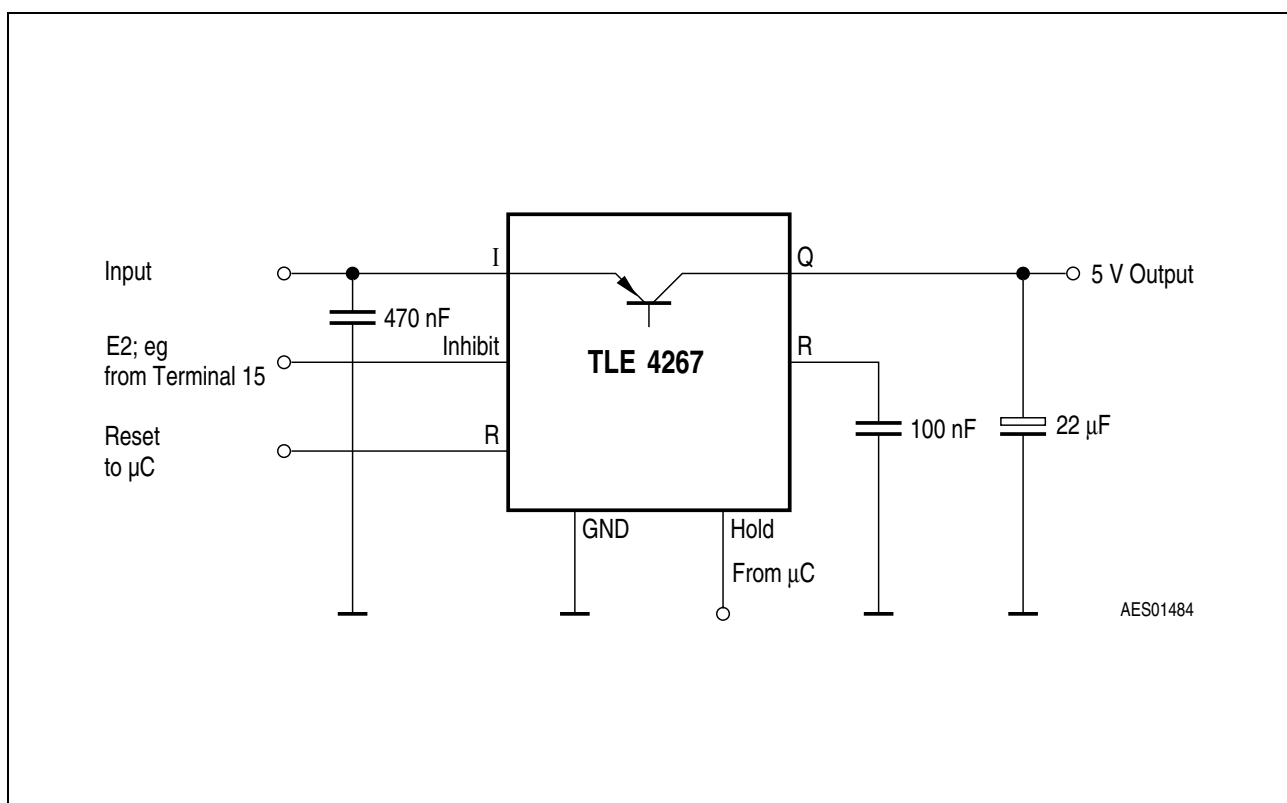 Input
I
Q
5 V Output
470 nF
E2; eg
from Terminal 15
Inhibit
TLE 4267
R
Reset
to µC
R
100 nF
22 µF
GND
Hold
From µC
AES01484